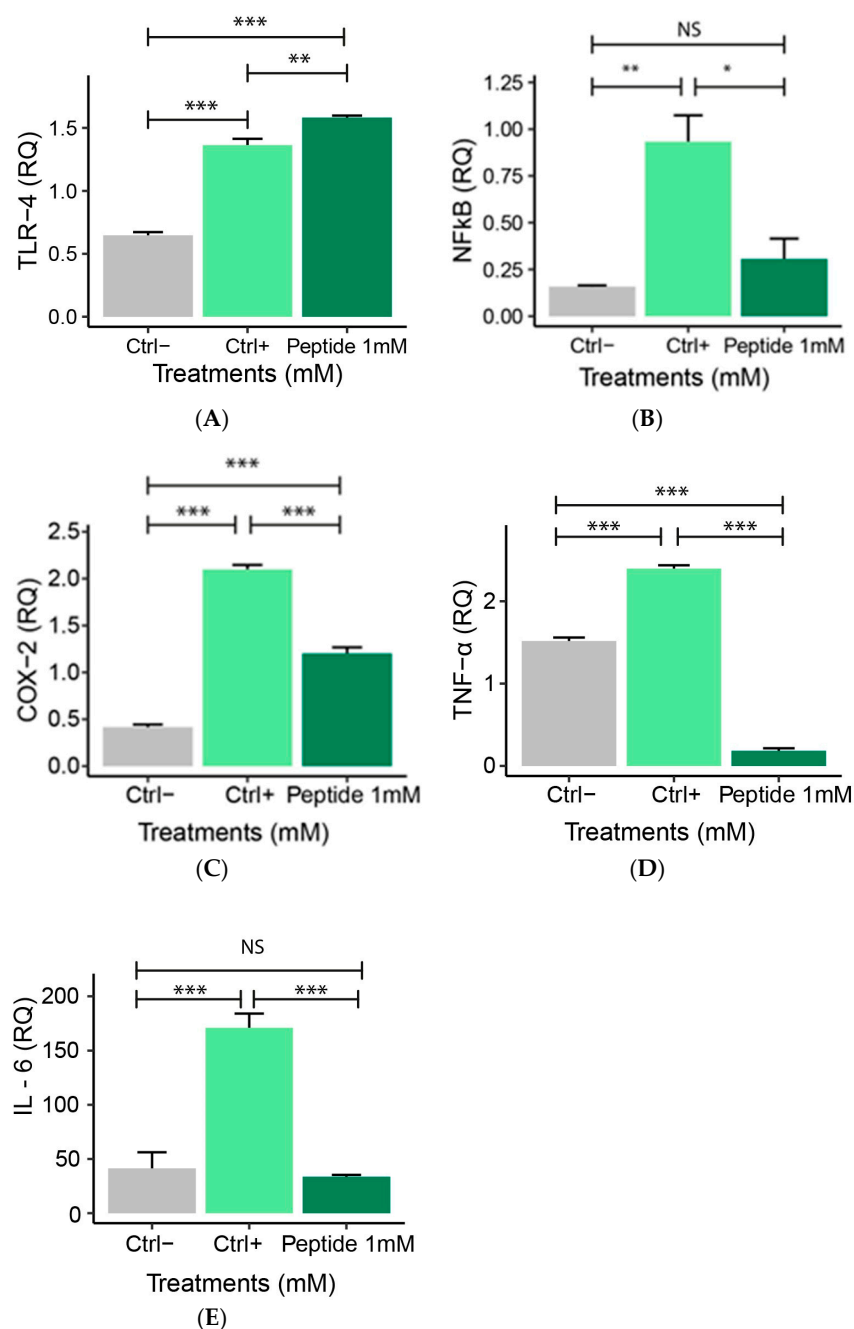 ***
**
***
TLR−4 (RQ)
1.5
1.0
0.5
0.0
Ctrl− Ctrl+ Peptide 1mM
Treatments (mM)
(A)
NS
** *
NFkB (RQ)
1.25
1.00
0.75
0.50
0.25
0.00
Ctrl− Ctrl+ Peptide 1mM
Treatments (mM)
(B)
***
*** ***
COX−2 (RQ)
2.5
2.0
1.5
1.0
0.5
0.0
Ctrl− Ctrl+ Peptide 1mM
Treatments (mM)
(C)
***
*** ***
TNF−α (RQ)
2
1
0
Ctrl− Ctrl+ Peptide 1mM
Treatments (mM)
(D)
NS
*** ***
IL - 6 (RQ)
200
150
100
50
0
Ctrl− Ctrl+ Peptide 1mM
Treatments (mM)
(E)